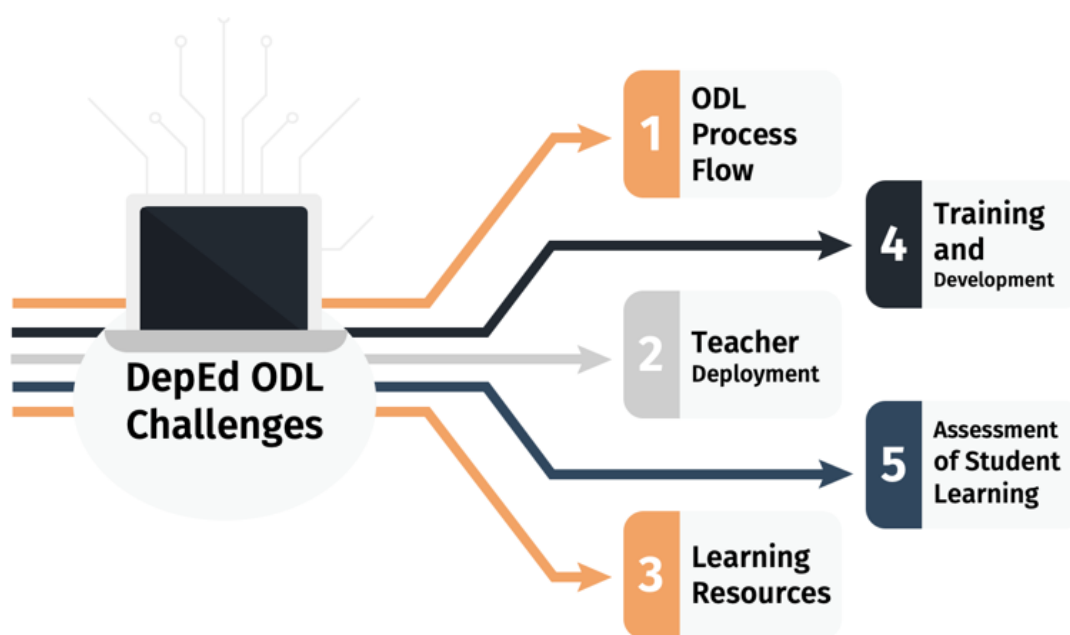 DepEd ODL
Challenges
1
ODL
Process
Flow
2
Teacher
Deployment
3
Learning
Resources
4
Training
and
Development
5
Assessment
of Student
Learning